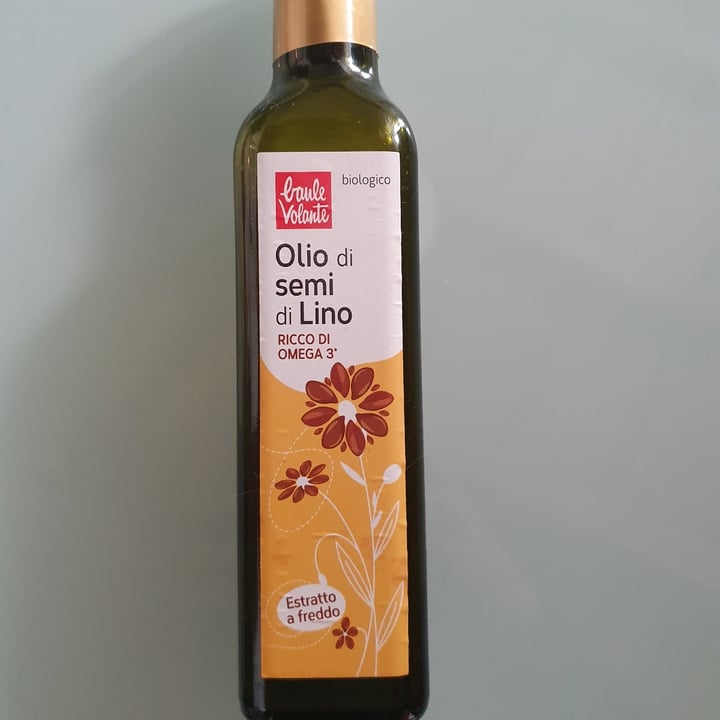 baule
volante
biologico
Olio di
semi
di Lino
RICCO DI
OMEGA 3*
Estratto
a freddo